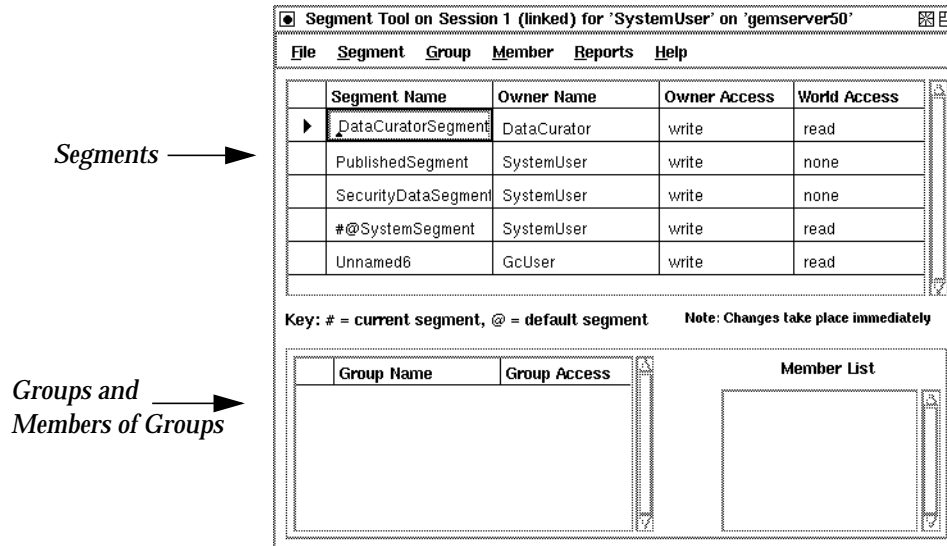 Segment Tool on Session 1 (linked) for 'SystemUser' on 'gemserver50'
File Segment Group Member Reports Help
Segment Name Owner Name Owner Access World Access
DataCuratorSegment DataCurator write read
PublishedSegment SystemUser write none
SecurityDataSegment SystemUser write none
#@SystemSegment SystemUser write read
Unnamed6 GcUser write read
Segments
Key: # = current segment, @ = default segment Note: Changes take place immediately
Group Name Group Access Member List
Groups and
Members of Groups